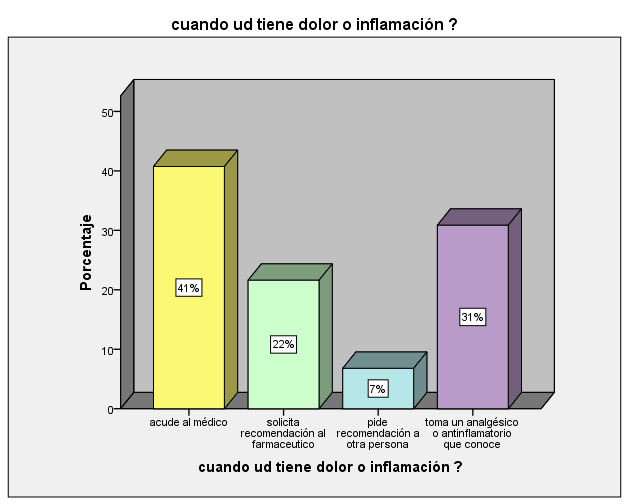 cuando ud tiene dolor o inflamación ?
Porcentaje
50
40
30
20
10
0
41%
22%
7%
31%
acude al médico
solicita
recomendación al
farmaceutico
pide
recomendación a
otra persona
toma un analgésico
o antinflamatorio
que conoce
cuando ud tiene dolor o inflamación ?